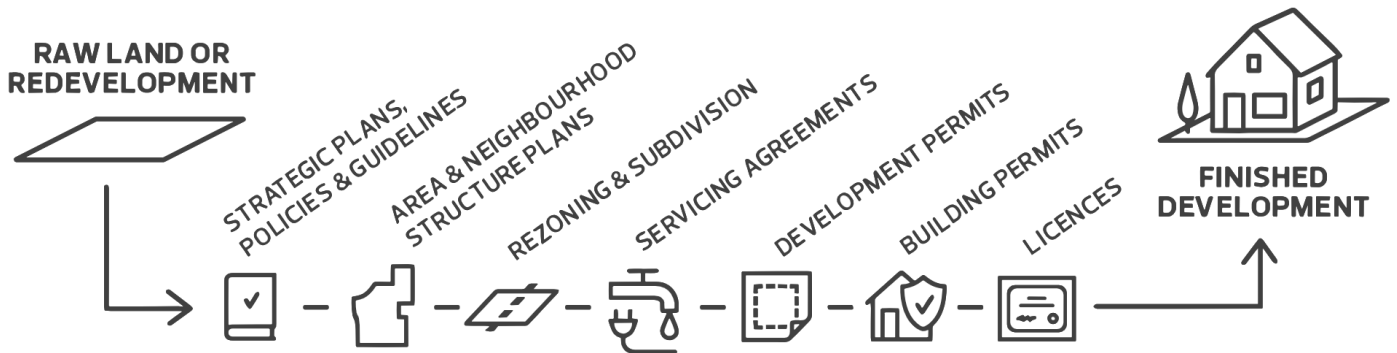 RAW LAND OR
REDEVELOPMENT
STRATEGIC PLANS,
POLICIES & GUIDELINES
AREA & NEIGHBOURHOOD
STRUCTURE PLANS
REZONING & SUBDIVISION
SERVICING AGREEMENTS
DEVELOPMENT PERMITS
BUILDING PERMITS
LICENCES
FINISHED
DEVELOPMENT